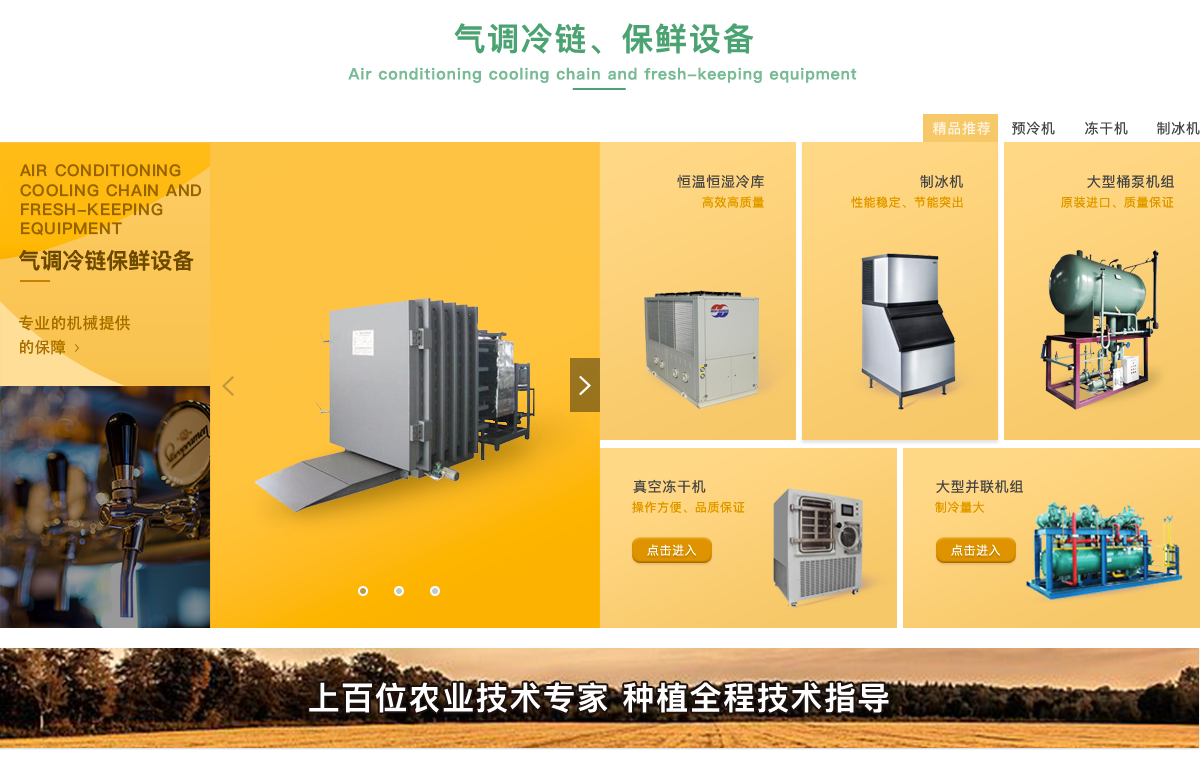 气调冷链、保鲜设备
Air conditioning cooling chain and fresh-keeping equipment
精品推荐 预冷机 冻干机 制冰机
AIR CONDITIONING
COOLING CHAIN AND
FRESH-KEEPING
EQUIPMENT
气调冷链保鲜设备
专业的机械提供
的保障 >
恒温恒湿冷库
高效高质量
制冰机
性能稳定、节能突出
大型桶泵机组
原装进口、质量保证
真空冻干机
操作方便、品质保证
点击进入
大型并联机组
制冷量大
点击进入
上百位农业技术专家 种植全程技术指导